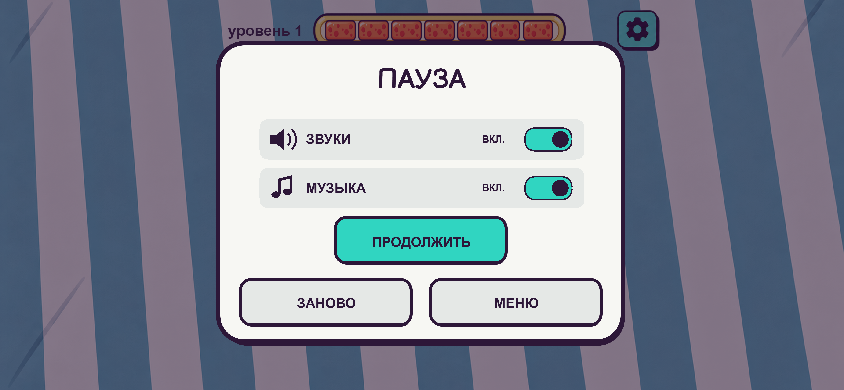 уровень 1
ПАУЗА
ЗВУКИ ВКЛ.
МУЗЫКА ВКЛ.
ПРОДОЛЖИТЬ
ЗАНОВО МЕНЮ